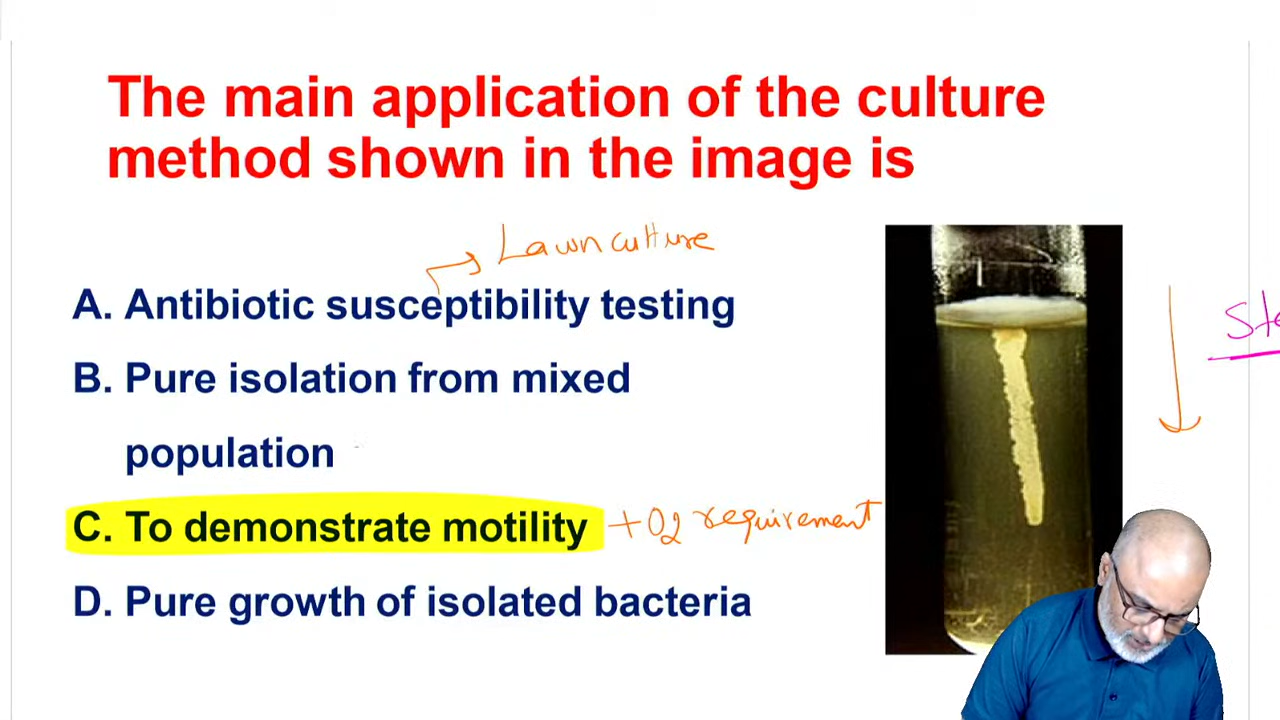 The main application of the culture
method shown in the image is
Lawn culture
A. Antibiotic susceptibility testing
B. Pure isolation from mixed
population
C. To demonstrate motility + O2 requirement
D. Pure growth of isolated bacteria